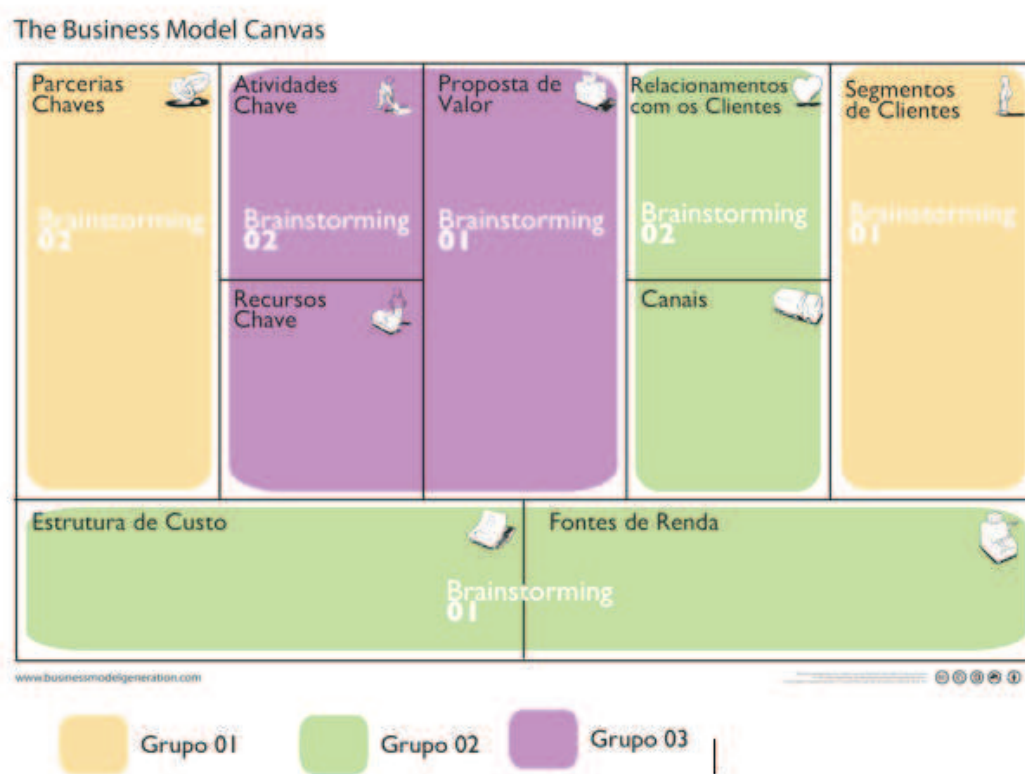 The Business Model Canvas
Parcerias
Chaves
Brainstorming
02
Atividades
Chave
Brainstorming
02
Recursos
Chave
Proposta de
Valor
Brainstorming
01
Relacionamentos
com os Clientes
Brainstorming
02
Canais
Segmentos
de Clientes
Brainstorming
01
Estrutura de Custo
Fontes de Renda
Brainstorming
01
www.businessmodelgeneration.com
Grupo 01
Grupo 02
Grupo 03